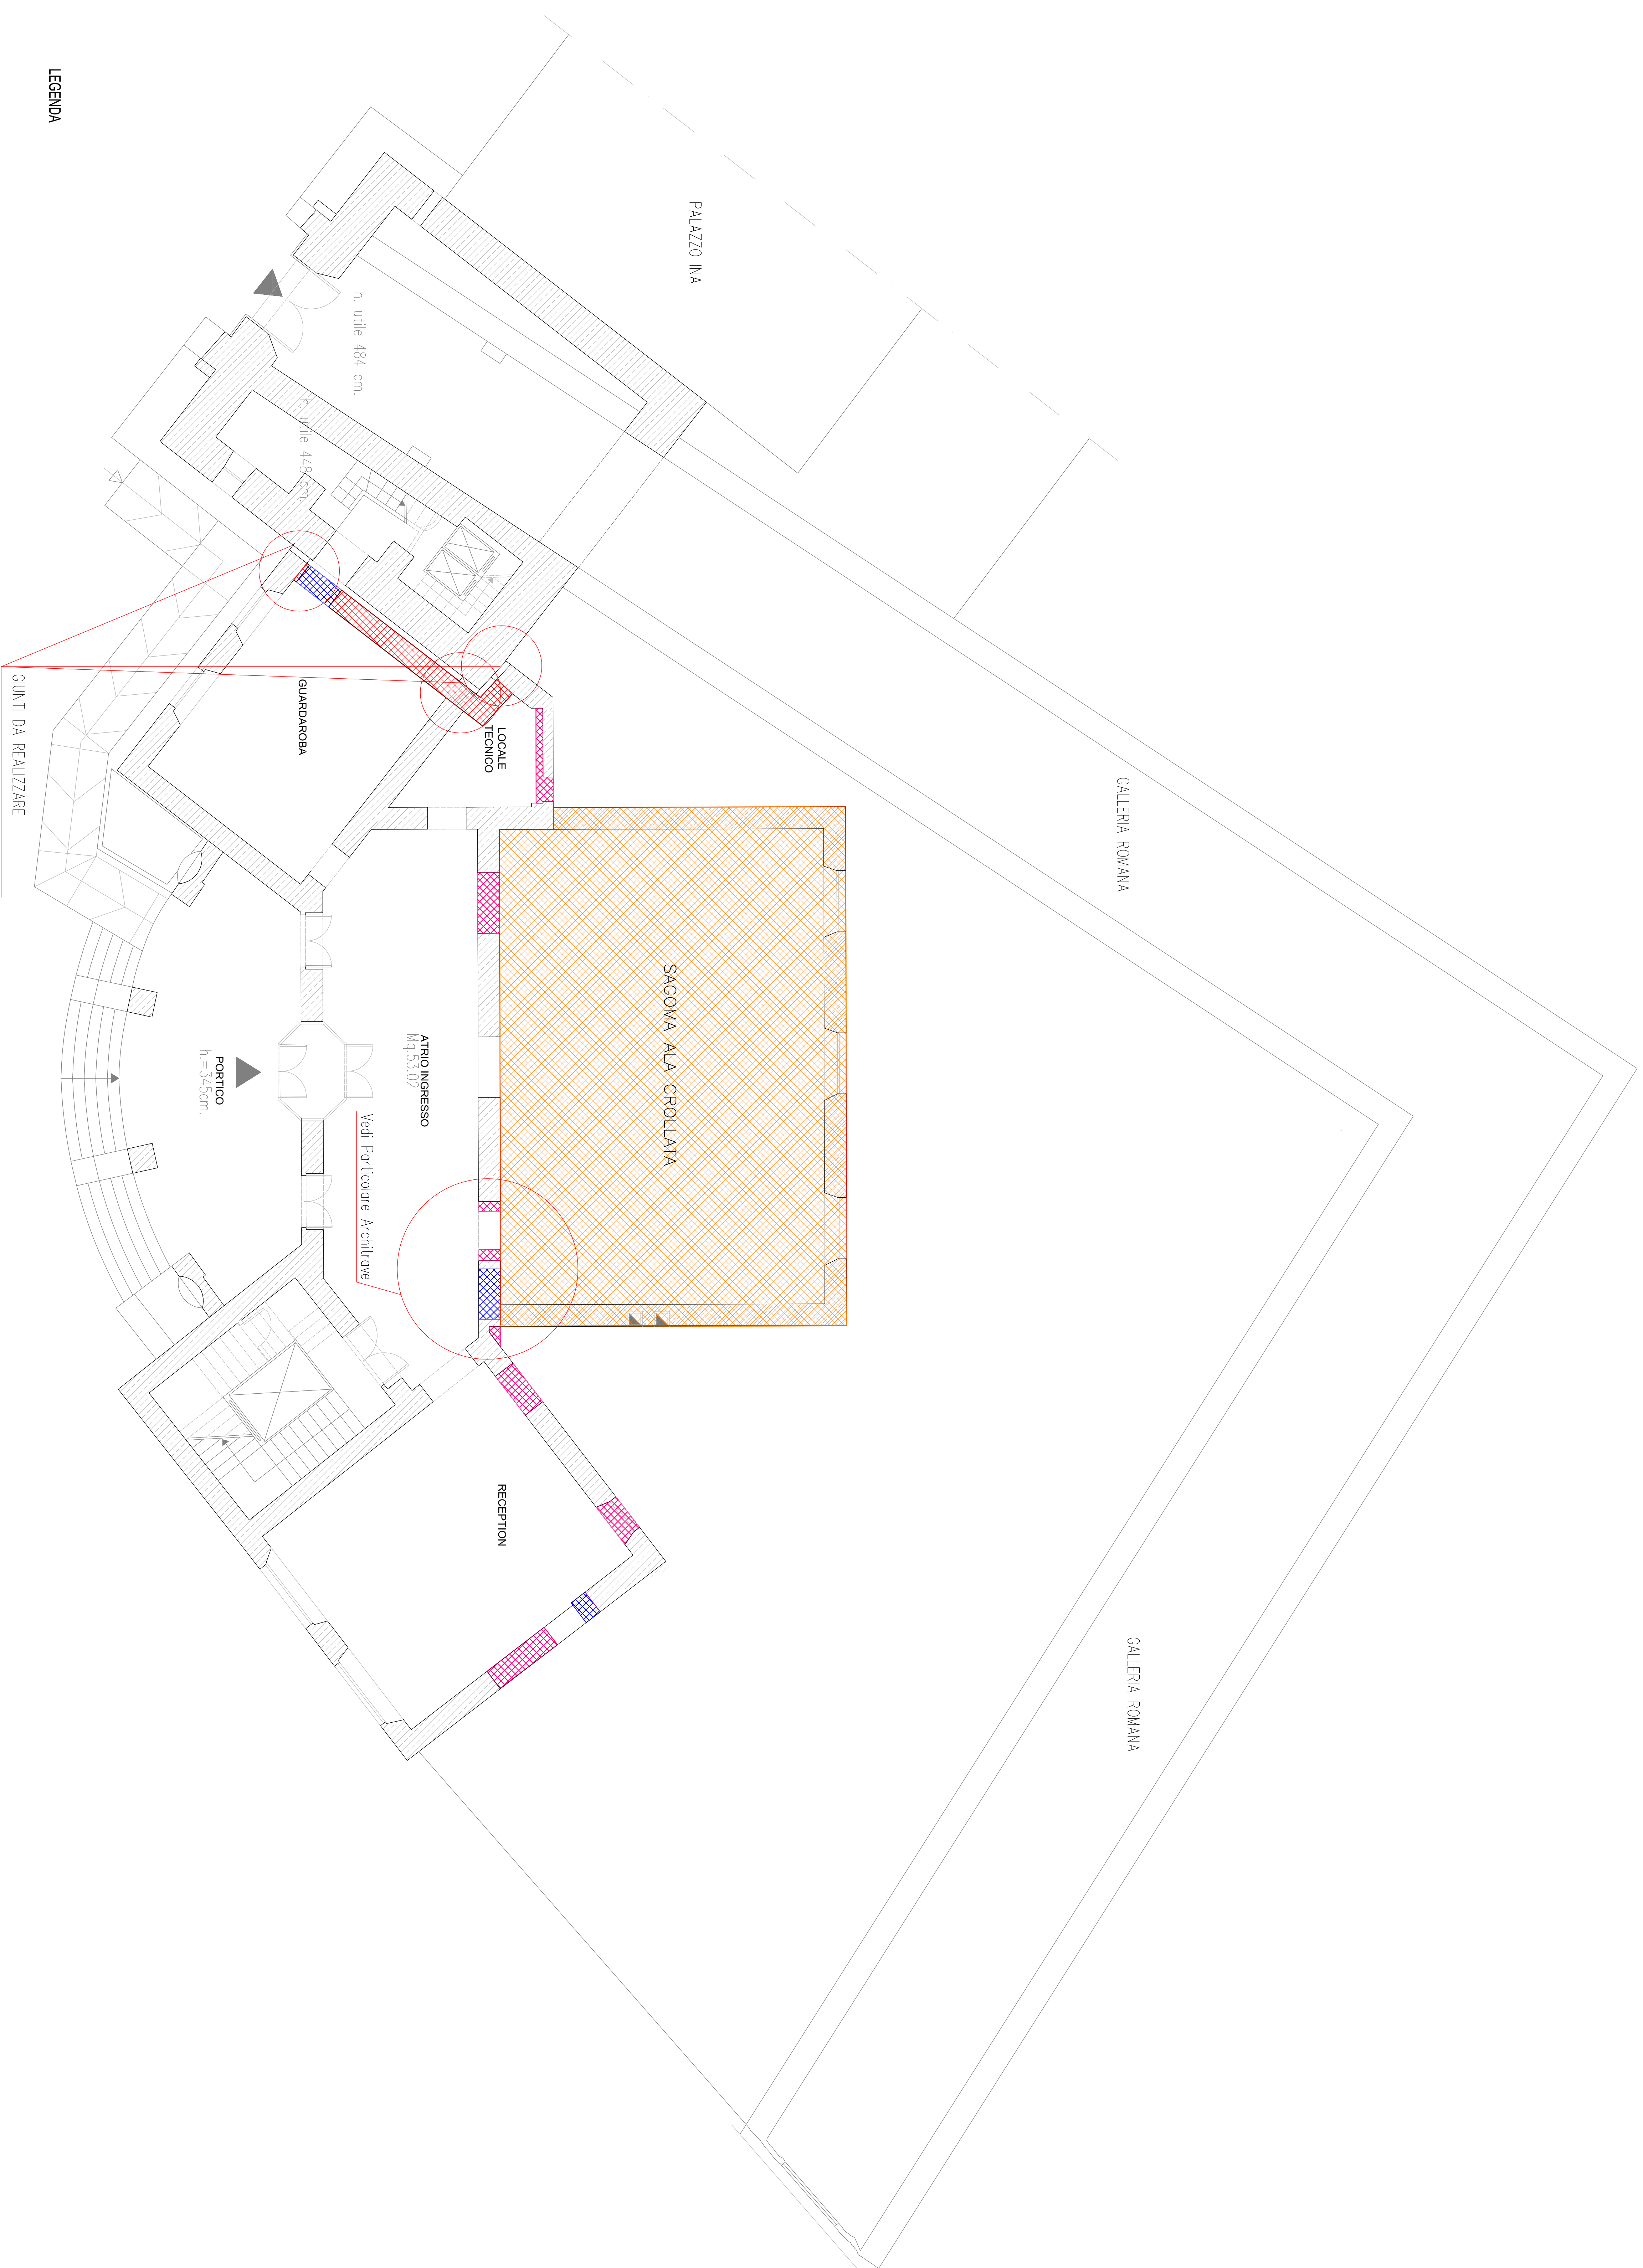 LEGENDA
PALAZZO INA
h. utile 484 cm.
h. utile 448 cm.
GALLERIA ROMANA
LOCALE
TECNICO
GUARDAROBA
GIUNTI DA REALIZZARE
SAGOMA ALA CROLLATA
ATRIO INGRESSO
Mq.53.02
PORTICO
h.=345cm.
Vedi Particolare Architrave
RECEPTION
GALLERIA ROMANA